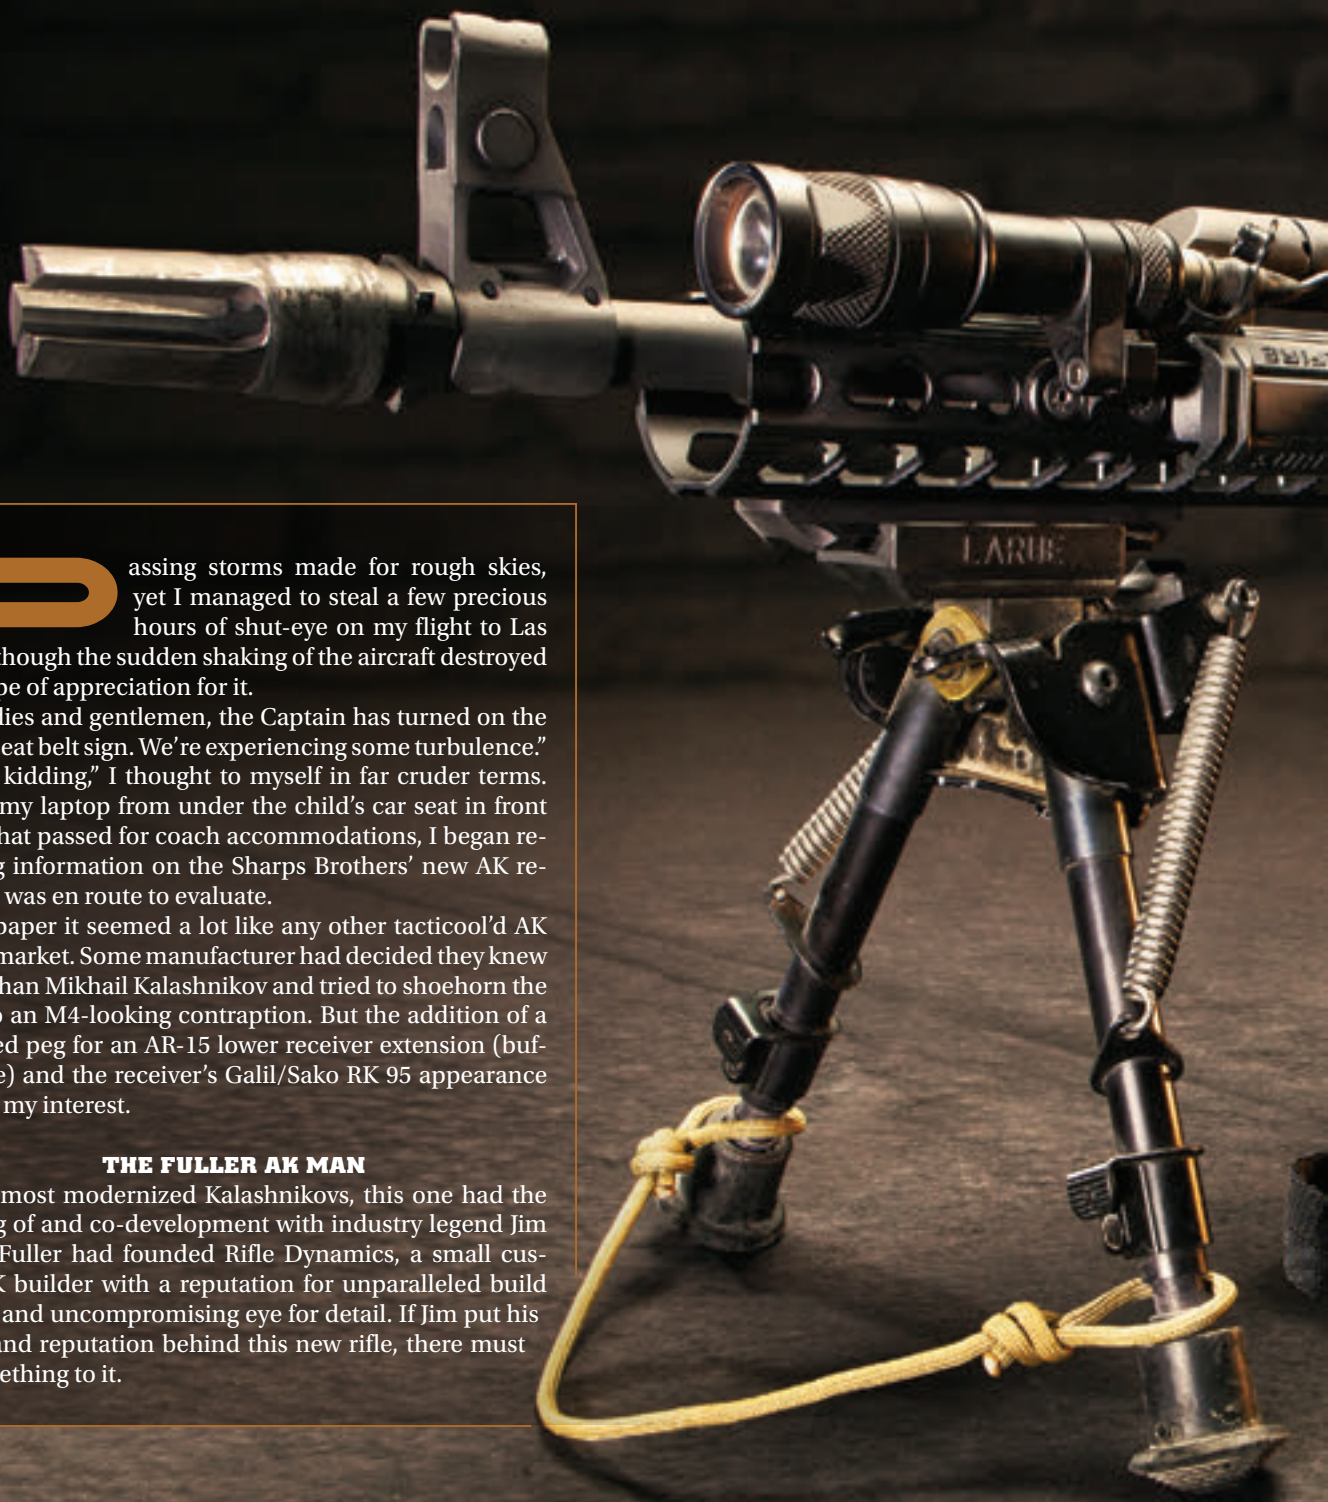 LARUE
assing storms made for rough skies,
yet I managed to steal a few precious
hours of shut-eye on my flight to Las
though the sudden shaking of the aircraft destroyed
pe of appreciation for it.
dies and gentlemen, the Captain has turned on the
eat belt sign. We're experiencing some turbulence."
kidding," I thought to myself in far cruder terms.
my laptop from under the child's car seat in front
hat passed for coach accommodations, I began re-
g information on the Sharps Brothers' new AK re-
was en route to evaluate.
paper it seemed a lot like any other tacticool'd AK
market. Some manufacturer had decided they knew
han Mikhail Kalashnikov and tried to shoehorn the
o an M4-looking contraption. But the addition of a
ed peg for an AR-15 lower receiver extension (buf-
e) and the receiver's Galil/Sako RK 95 appearance
my interest.
THE FULLER AK MAN
most modernized Kalashnikovs, this one had the
g of and co-development with industry legend Jim
Fuller had founded Rifle Dynamics, a small cus-
K builder with a reputation for unparalleled build
and uncompromising eye for detail. If Jim put his
and reputation behind this new rifle, there must
ething to it.